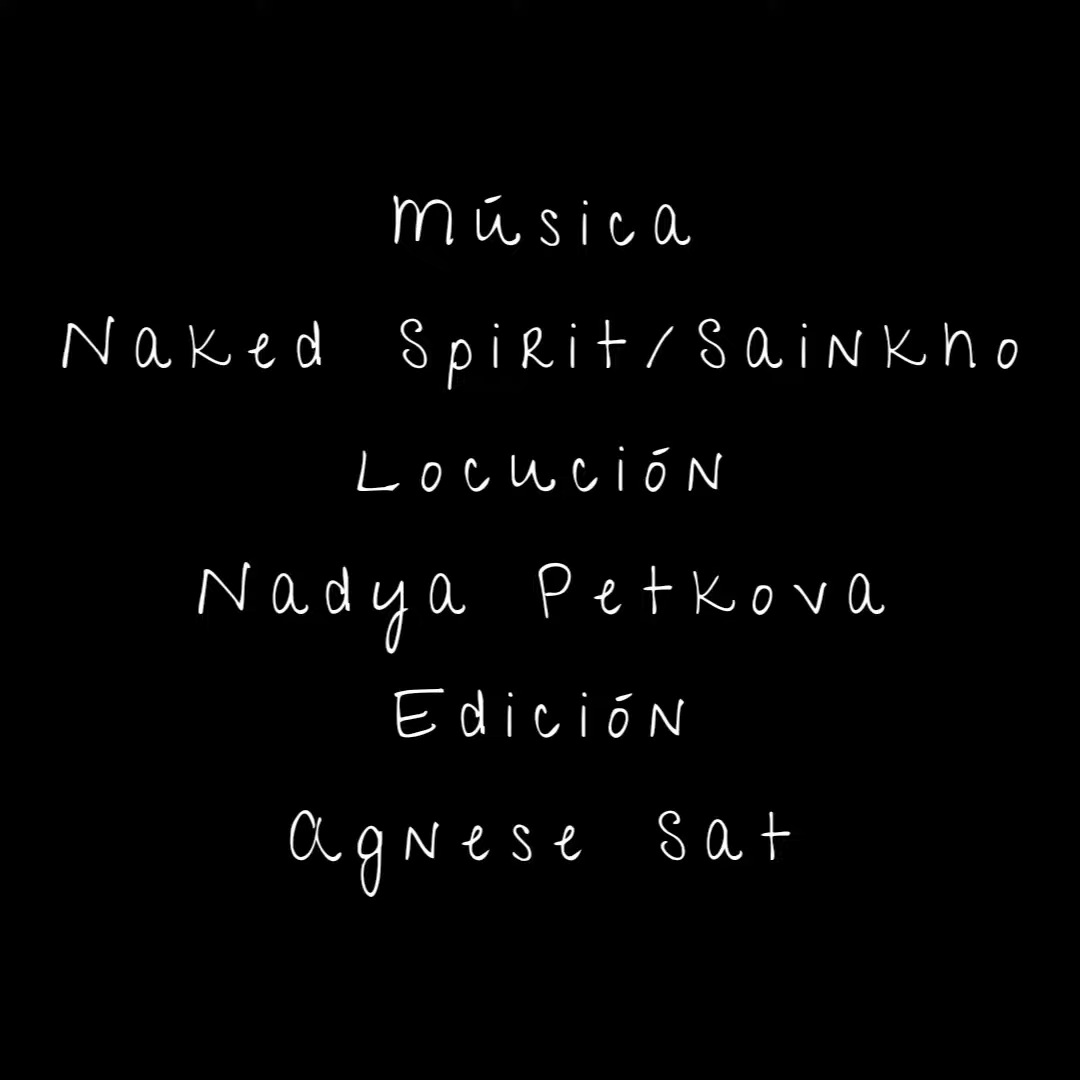 Música
Naked Spirit/Sainkho
Locución
Nadya Petkova
Edición
Agnese Sat